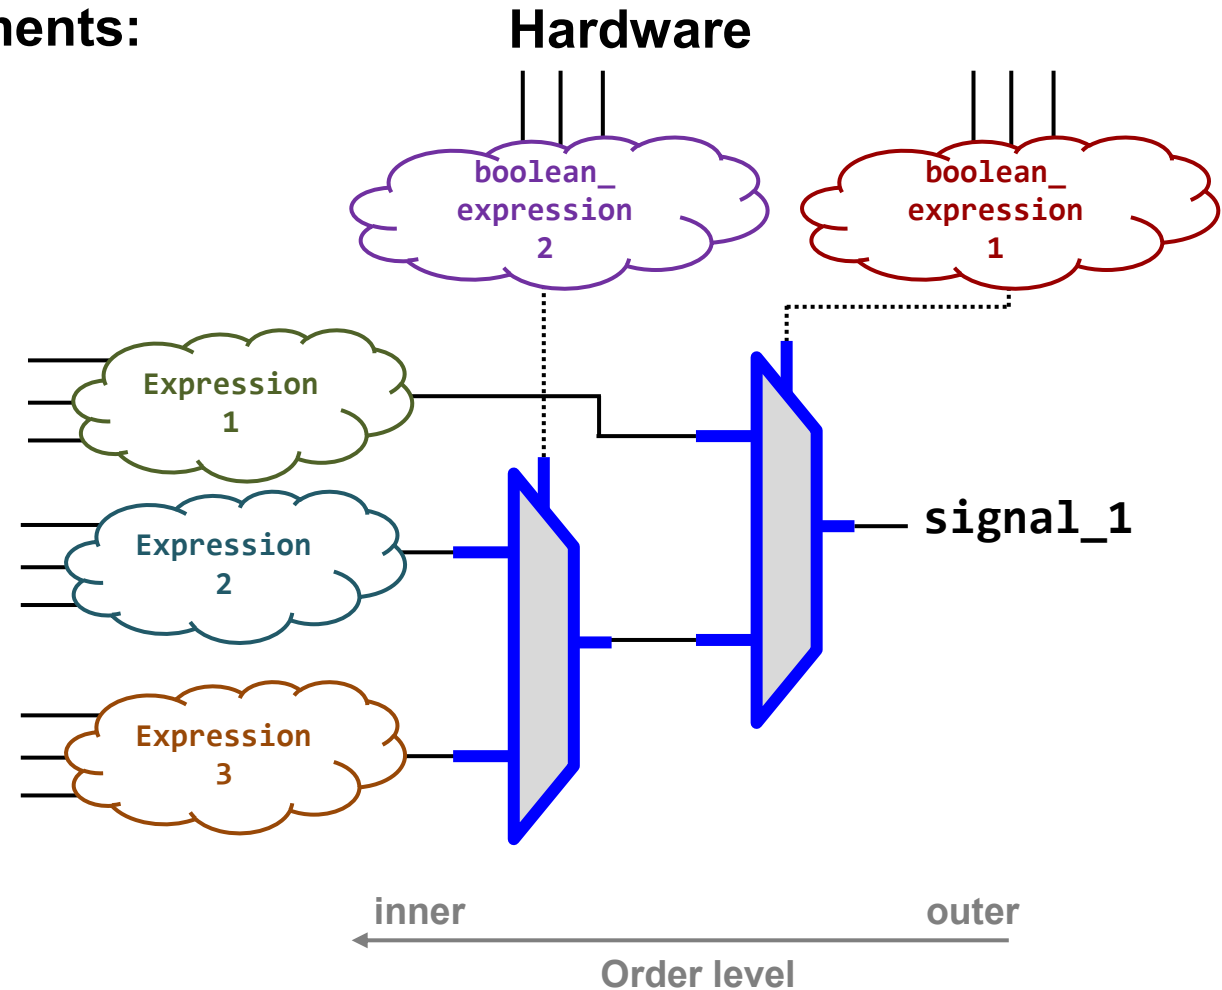 ments:
Hardware
boolean_
expression
2
boolean_
expression
1
Expression
1
Expression
2
signal_1
Expression
3
inner
outer
Order level